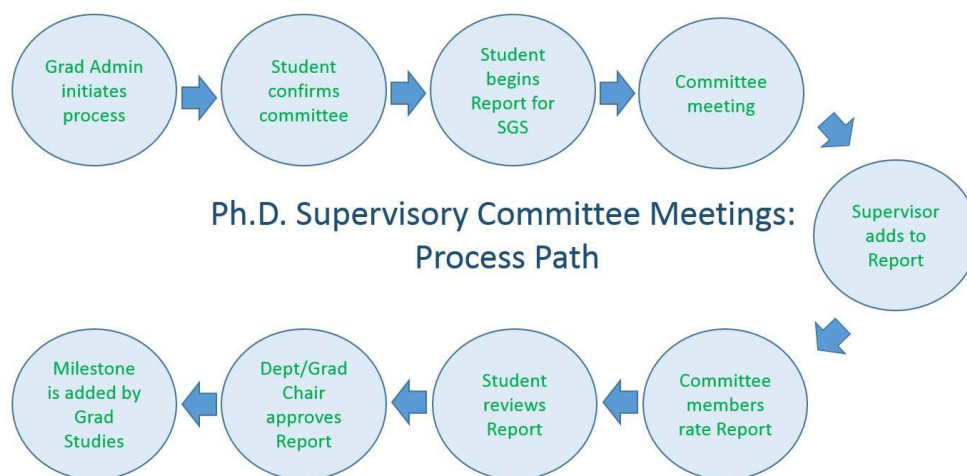 Grad Admin
initiates
process
Student
confirms
committee
Student
begins
Report for
SGS
Committee
meeting
Ph.D. Supervisory Committee Meetings:
Process Path
Supervisor
adds to
Report
Committee
members
rate Report
Student
reviews
Report
Dept/Grad
Chair
approves
Report
Milestone
is added by
Grad
Studies